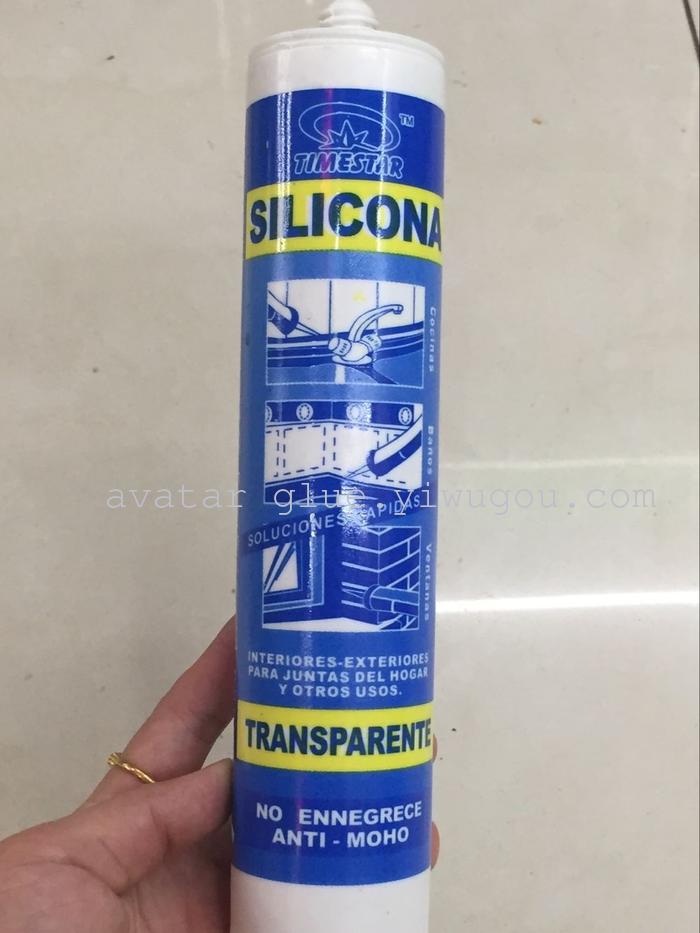 TIMESTAR
TM
SILICONA
Cocinas
Banos
Ventanas
avatar glue.yiwugou.com
SOLUCIONES RAPIDAS
INTERIORES-EXTERIORES
PARA JUNTAS DEL HOGAR
Y OTROS USOS.
TRANSPARENTE
NO ENNEGRECE
ANTI - MOHO